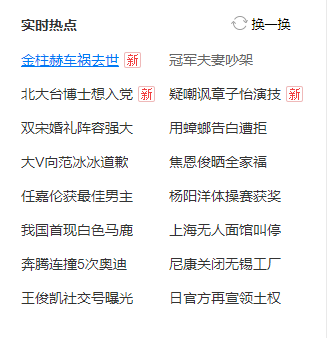 实时热点 换一换
金柱赫车祸去世 新 冠军夫妻吵架
北大台博士想入党 新 疑嘲讽章子怡演技 新
双宋婚礼阵容强大 用蟑螂告白遭拒
大V向范冰冰道歉 焦恩俊晒全家福
任嘉伦获最佳男主 杨阳洋体操赛获奖
我国首现白色马鹿 上海无人面馆叫停
奔腾连撞5次奥迪 尼康关闭无锡工厂
王俊凯社交号曝光 日官方再宣领土权